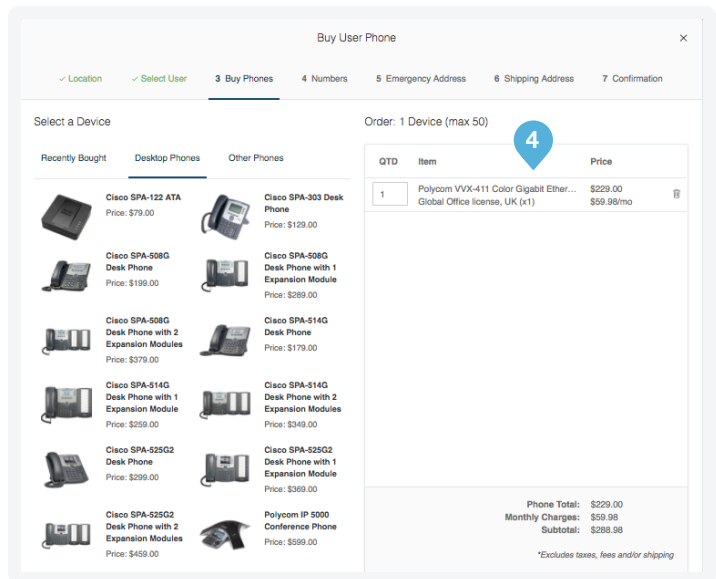 Buy User Phone
×
✓ Location
✓ Select User
3 Buy Phones
4 Numbers
5 Emergency Address
6 Shipping Address
7 Confirmation
Select a Device
Recently Bought
Desktop Phones
Other Phones
Cisco SPA-122 ATA
Price: $79.00
Cisco SPA-303 Desk
Phone
Price: $129.00
Cisco SPA-508G
Desk Phone
Price: $199.00
Cisco SPA-508G
Desk Phone with 1
Expansion Module
Price: $289.00
Cisco SPA-508G
Desk Phone with 2
Expansion Modules
Price: $379.00
Cisco SPA-514G
Desk Phone
Price: $179.00
Cisco SPA-514G
Desk Phone with 1
Expansion Module
Price: $259.00
Cisco SPA-514G
Desk Phone with 2
Expansion Modules
Price: $349.00
Cisco SPA-525G2
Desk Phone
Price: $299.00
Cisco SPA-525G2
Desk Phone with 1
Expansion Module
Price: $369.00
Cisco SPA-525G2
Desk Phone with 2
Expansion Modules
Price: $459.00
Polycom IP 5000
Conference Phone
Price: $599.00
Order: 1 Device (max 50)
4
QTD Item Price
1 Polycom VVX-411 Color Gigabit Ether... $229.00
Global Office license, UK (x1) $59.98/mo
Phone Total: $229.00
Monthly Charges: $59.98
Subtotal: $288.98
*Excludes taxes, fees and/or shipping